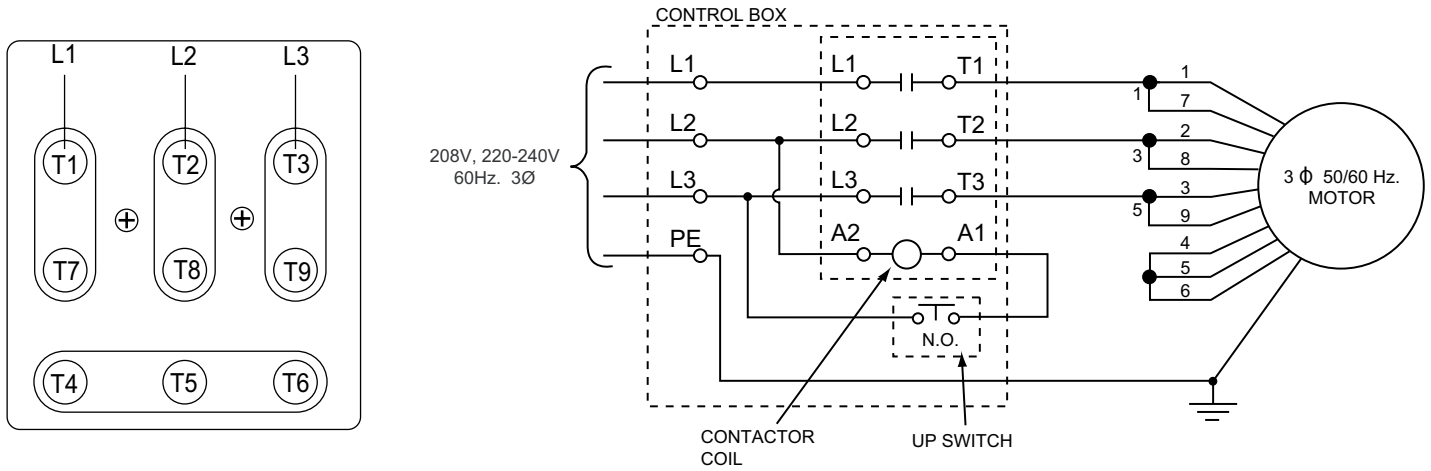 L1 L2 L3
T1 T2 T3
T7 T8 T9
T4 T5 T6
CONTROL BOX
L1 L1 T1 1
1 7
L2 L2 T2 2
3 8
208V, 220-240V
60Hz. 3Ø
L3 L3 T3 3
5 9
PE A2 A1 4
5
6
3 ϕ 50/60 Hz.
MOTOR
N.O.
CONTACTOR
COIL
UP SWITCH